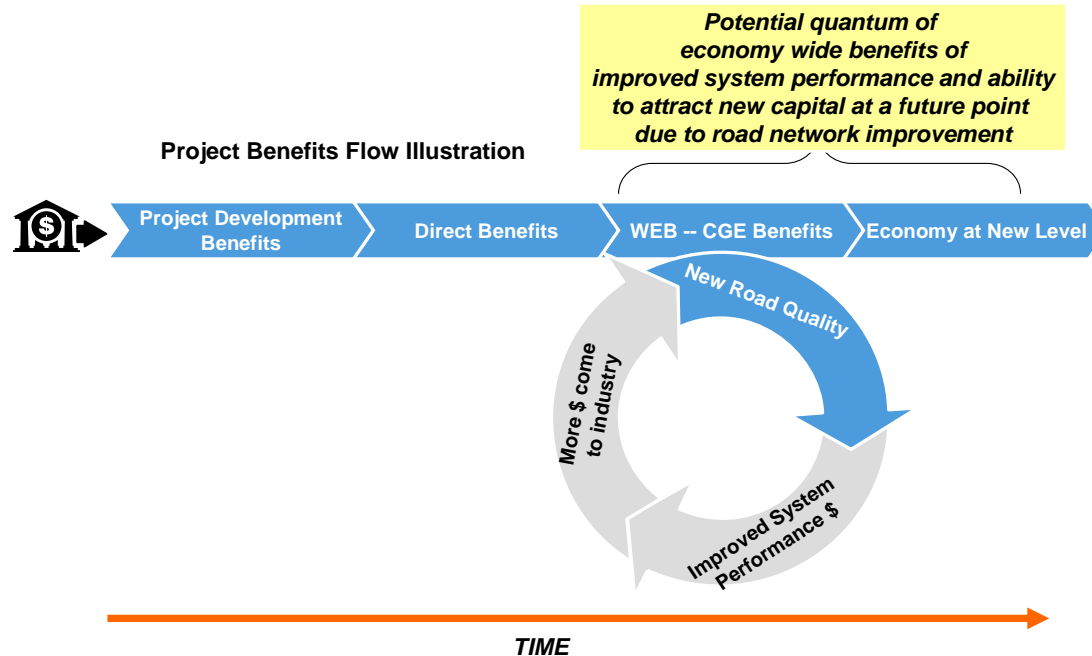 Potential quantum of
economy wide benefits of
improved system performance and ability
to attract new capital at a future point
due to road network improvement
Project Benefits Flow Illustration
$
Project Development
Benefits
Direct Benefits
WEB -- CGE Benefits
Economy at New Level
New Road Quality
More $ come
to industry
Improved System
Performance $
TIME